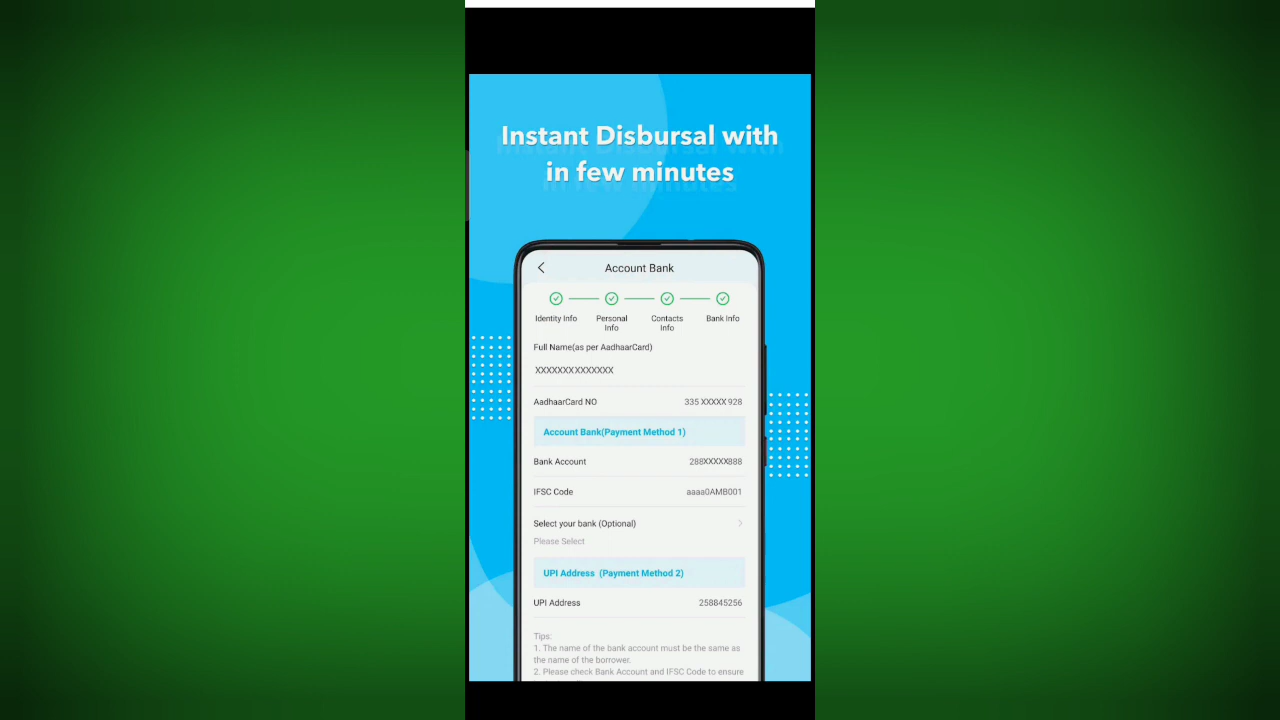 Instant Disbursal with
in few minutes
Account Bank
Identity Info
Personal
Info
Contacts
Info
Bank Info
Full Name(as per AadhaarCard)
XXXXXXXXXXXXXX
AadhaarCard NO 335 XXXXX 928
Account Bank(Payment Method 1)
Bank Account 288XXXXX888
IFSC Code aaaa0AMB001
Select your bank (Optional)
Please Select
UPI Address (Payment Method 2)
UPI Address 258845256
Tips:
1. The name of the bank account must be the same as
the name of the borrower.
2. Please check Bank Account and IFSC Code to ensure